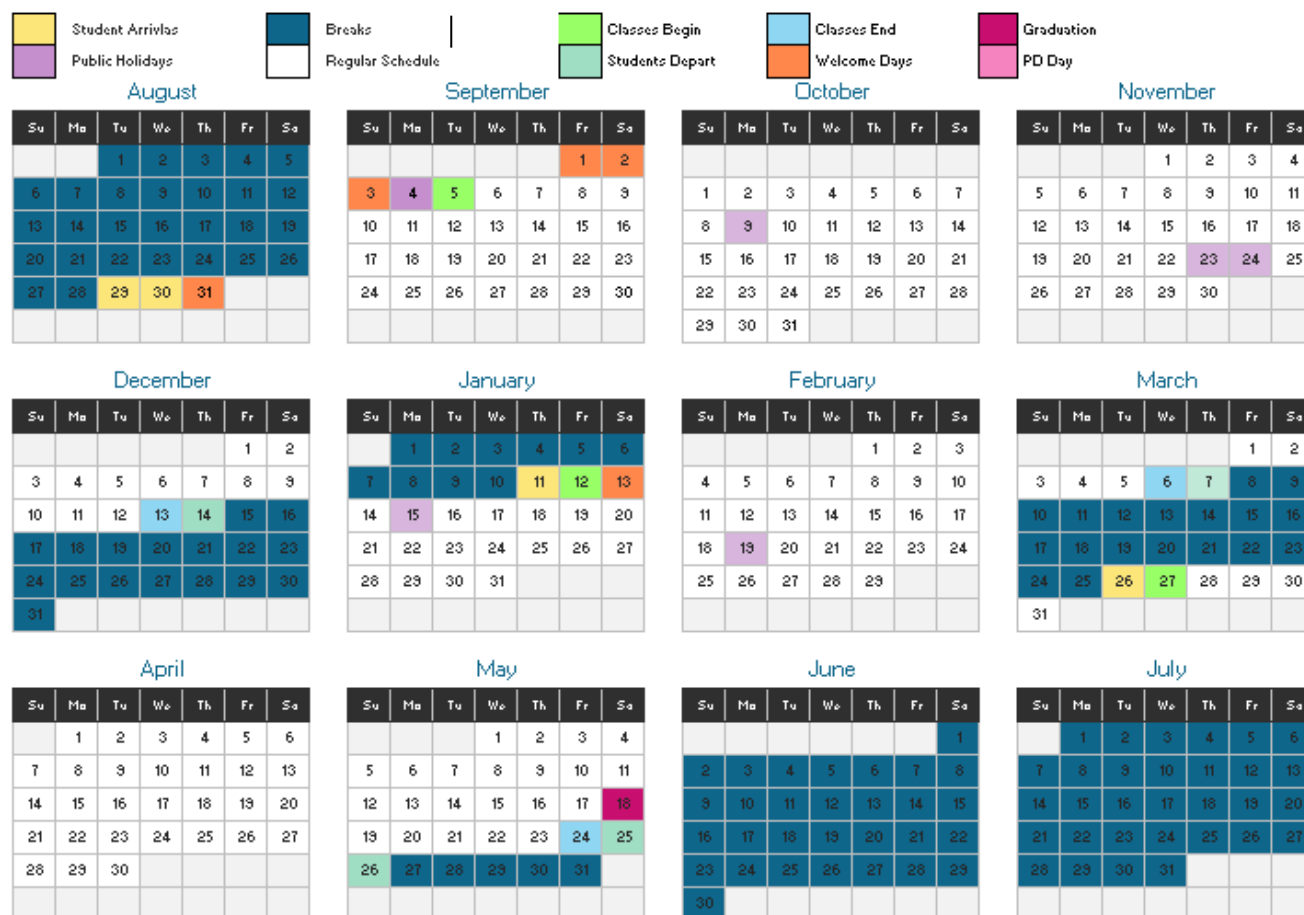 Student Arrivlas Breaks Classes Begin Classes End Graduation
Public Holidays Regular Schedule Students Depart Welcome Days PD Day
August September October November
Su Mo Tu We Th Fr Sa Su Mo Tu We Th Fr Sa Su Mo Tu We Th Fr Sa Su Mo Tu We Th Fr Sa
1 2 3 4 5 1 2 1 2 3 4
6 7 8 9 10 11 12 3 4 5 6 7 8 9 1 2 3 4 5 6 7 5 6 7 8 9 10 11
13 14 15 16 17 18 19 10 11 12 13 14 15 16 8 9 10 11 12 13 14 12 13 14 15 16 17 18
20 21 22 23 24 25 26 17 18 19 20 21 22 23 15 16 17 18 19 20 21 19 20 21 22 23 24 25
27 28 29 30 31 24 25 26 27 28 29 30 22 23 24 25 26 27 28 26 27 28 29 30
29 30 31
December January February March
Su Mo Tu We Th Fr Sa Su Mo Tu We Th Fr Sa Su Mo Tu We Th Fr Sa Su Mo Tu We Th Fr Sa
1 2 1 2 3 4 5 6 1 2 3 1 2
3 4 5 6 7 8 9 7 8 9 10 11 12 13 4 5 6 7 8 9 10 3 4 5 6 7 8 9
10 11 12 13 14 15 16 14 15 16 17 18 19 20 11 12 13 14 15 16 17 10 11 12 13 14 15 16
17 18 19 20 21 22 23 21 22 23 24 25 26 27 18 19 20 21 22 23 24 17 18 19 20 21 22 23
24 25 26 27 28 29 30 28 29 30 31 25 26 27 28 29 24 25 26 27 28 29 30
31 31
April May June July
Su Mo Tu We Th Fr Sa Su Mo Tu We Th Fr Sa Su Mo Tu We Th Fr Sa Su Mo Tu We Th Fr Sa
1 2 3 4 5 6 1 2 3 4 1 1 2 3 4 5 6
7 8 9 10 11 12 13 5 6 7 8 9 10 11 2 3 4 5 6 7 8 7 8 9 10 11 12 13
14 15 16 17 18 19 20 12 13 14 15 16 17 18 9 10 11 12 13 14 15 14 15 16 17 18 19 20
21 22 23 24 25 26 27 19 20 21 22 23 24 25 16 17 18 19 20 21 22 21 22 23 24 25 26 27
28 29 30 26 27 28 29 30 31 23 24 25 26 27 28 29 28 29 30 31
30